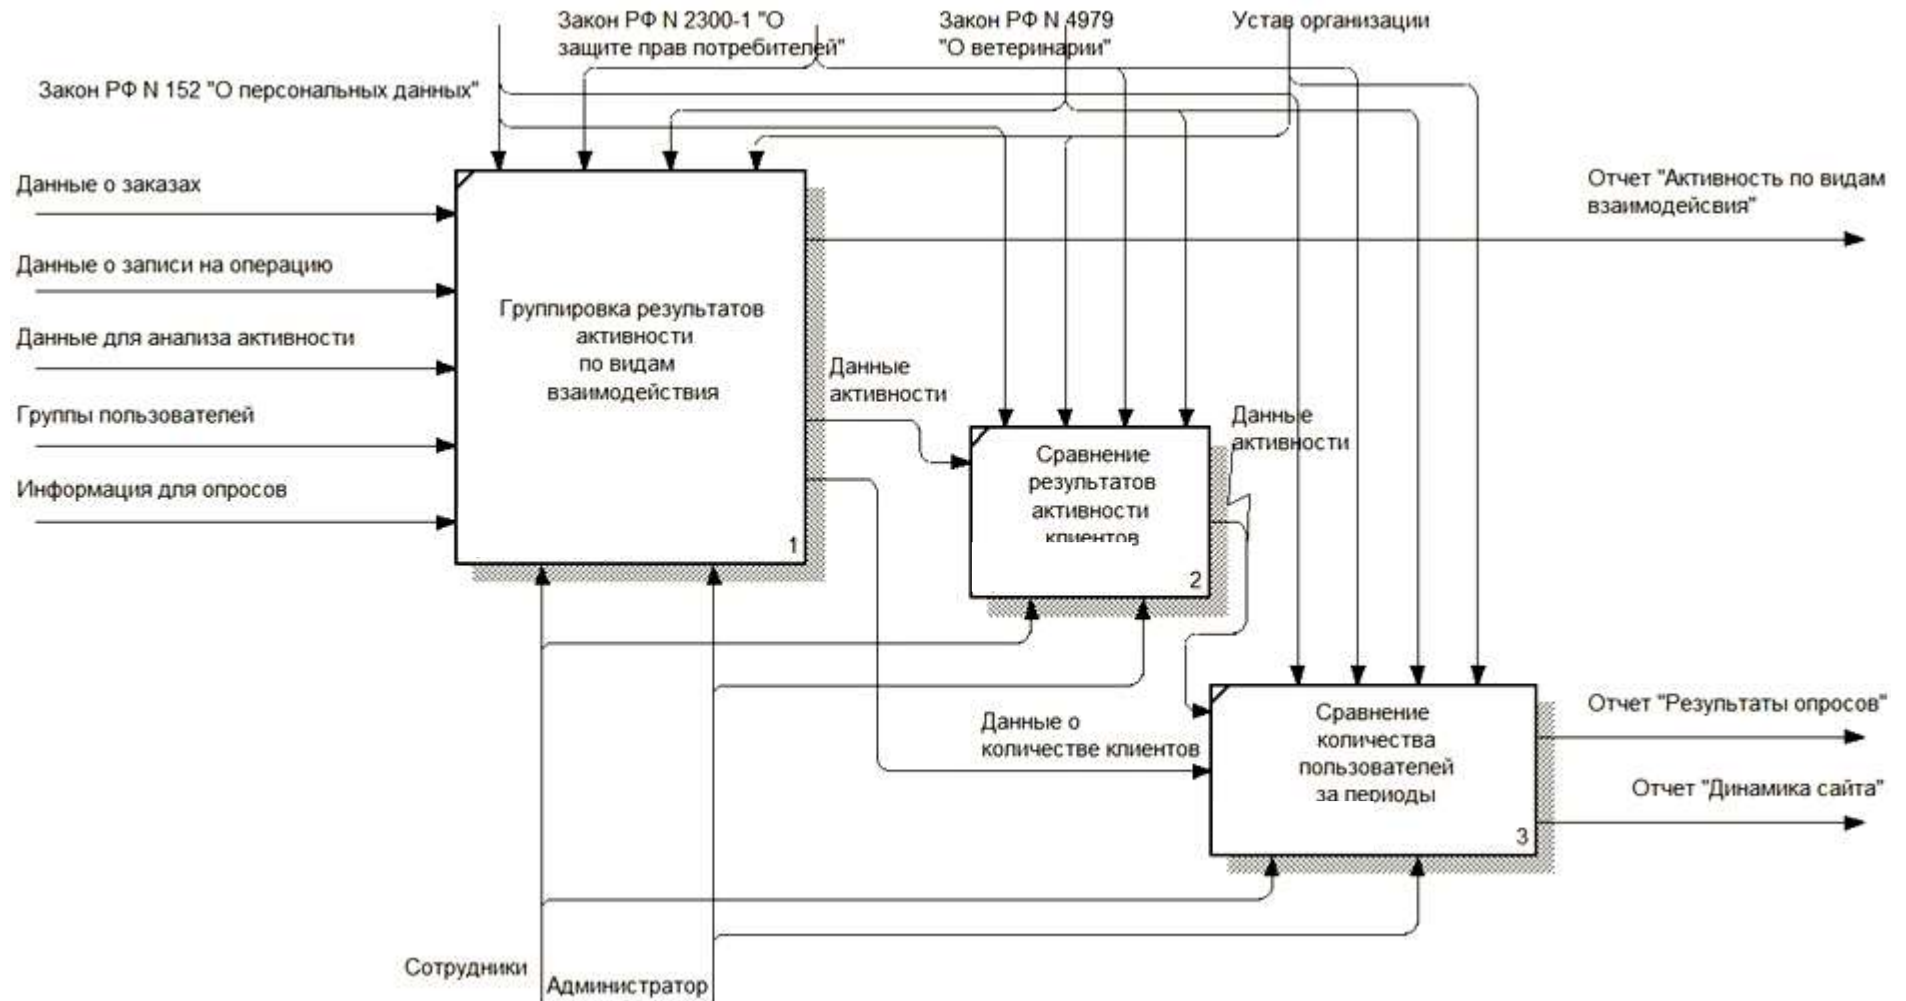 Закон РФ N 2300-1 "О
защите прав потребителей"
Закон РФ N 4979
"О ветеринарии"
Устав организации
Закон РФ N 152 "О персональных данных"
Данные о заказах
Данные о записи на операцию
Данные для анализа активности
Группы пользователей
Информация для опросов
Группировка результатов
активности
по видам
взаимодействия
1
Отчет "Активность по видам
взаимодейсвия"
Данные
активности
Сравнение
результатов
активности
клиентов
2
Данные
активности
Данные о
количестве клиентов
Сравнение
количества
пользователей
за периоды
3
Отчет "Результаты опросов"
Отчет "Динамика сайта"
Сотрудники
Администратор